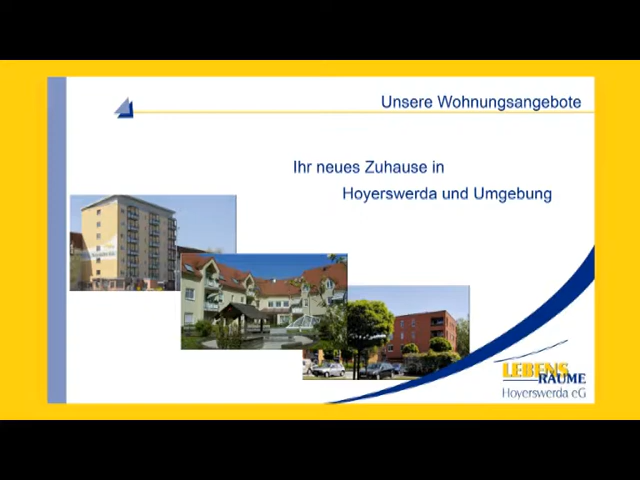 Unsere Wohnungsangebote
Ihr neues Zuhause in
Hoyerswerda und Umgebung
LEBENS
RÄUME
Hoyerswerda eG